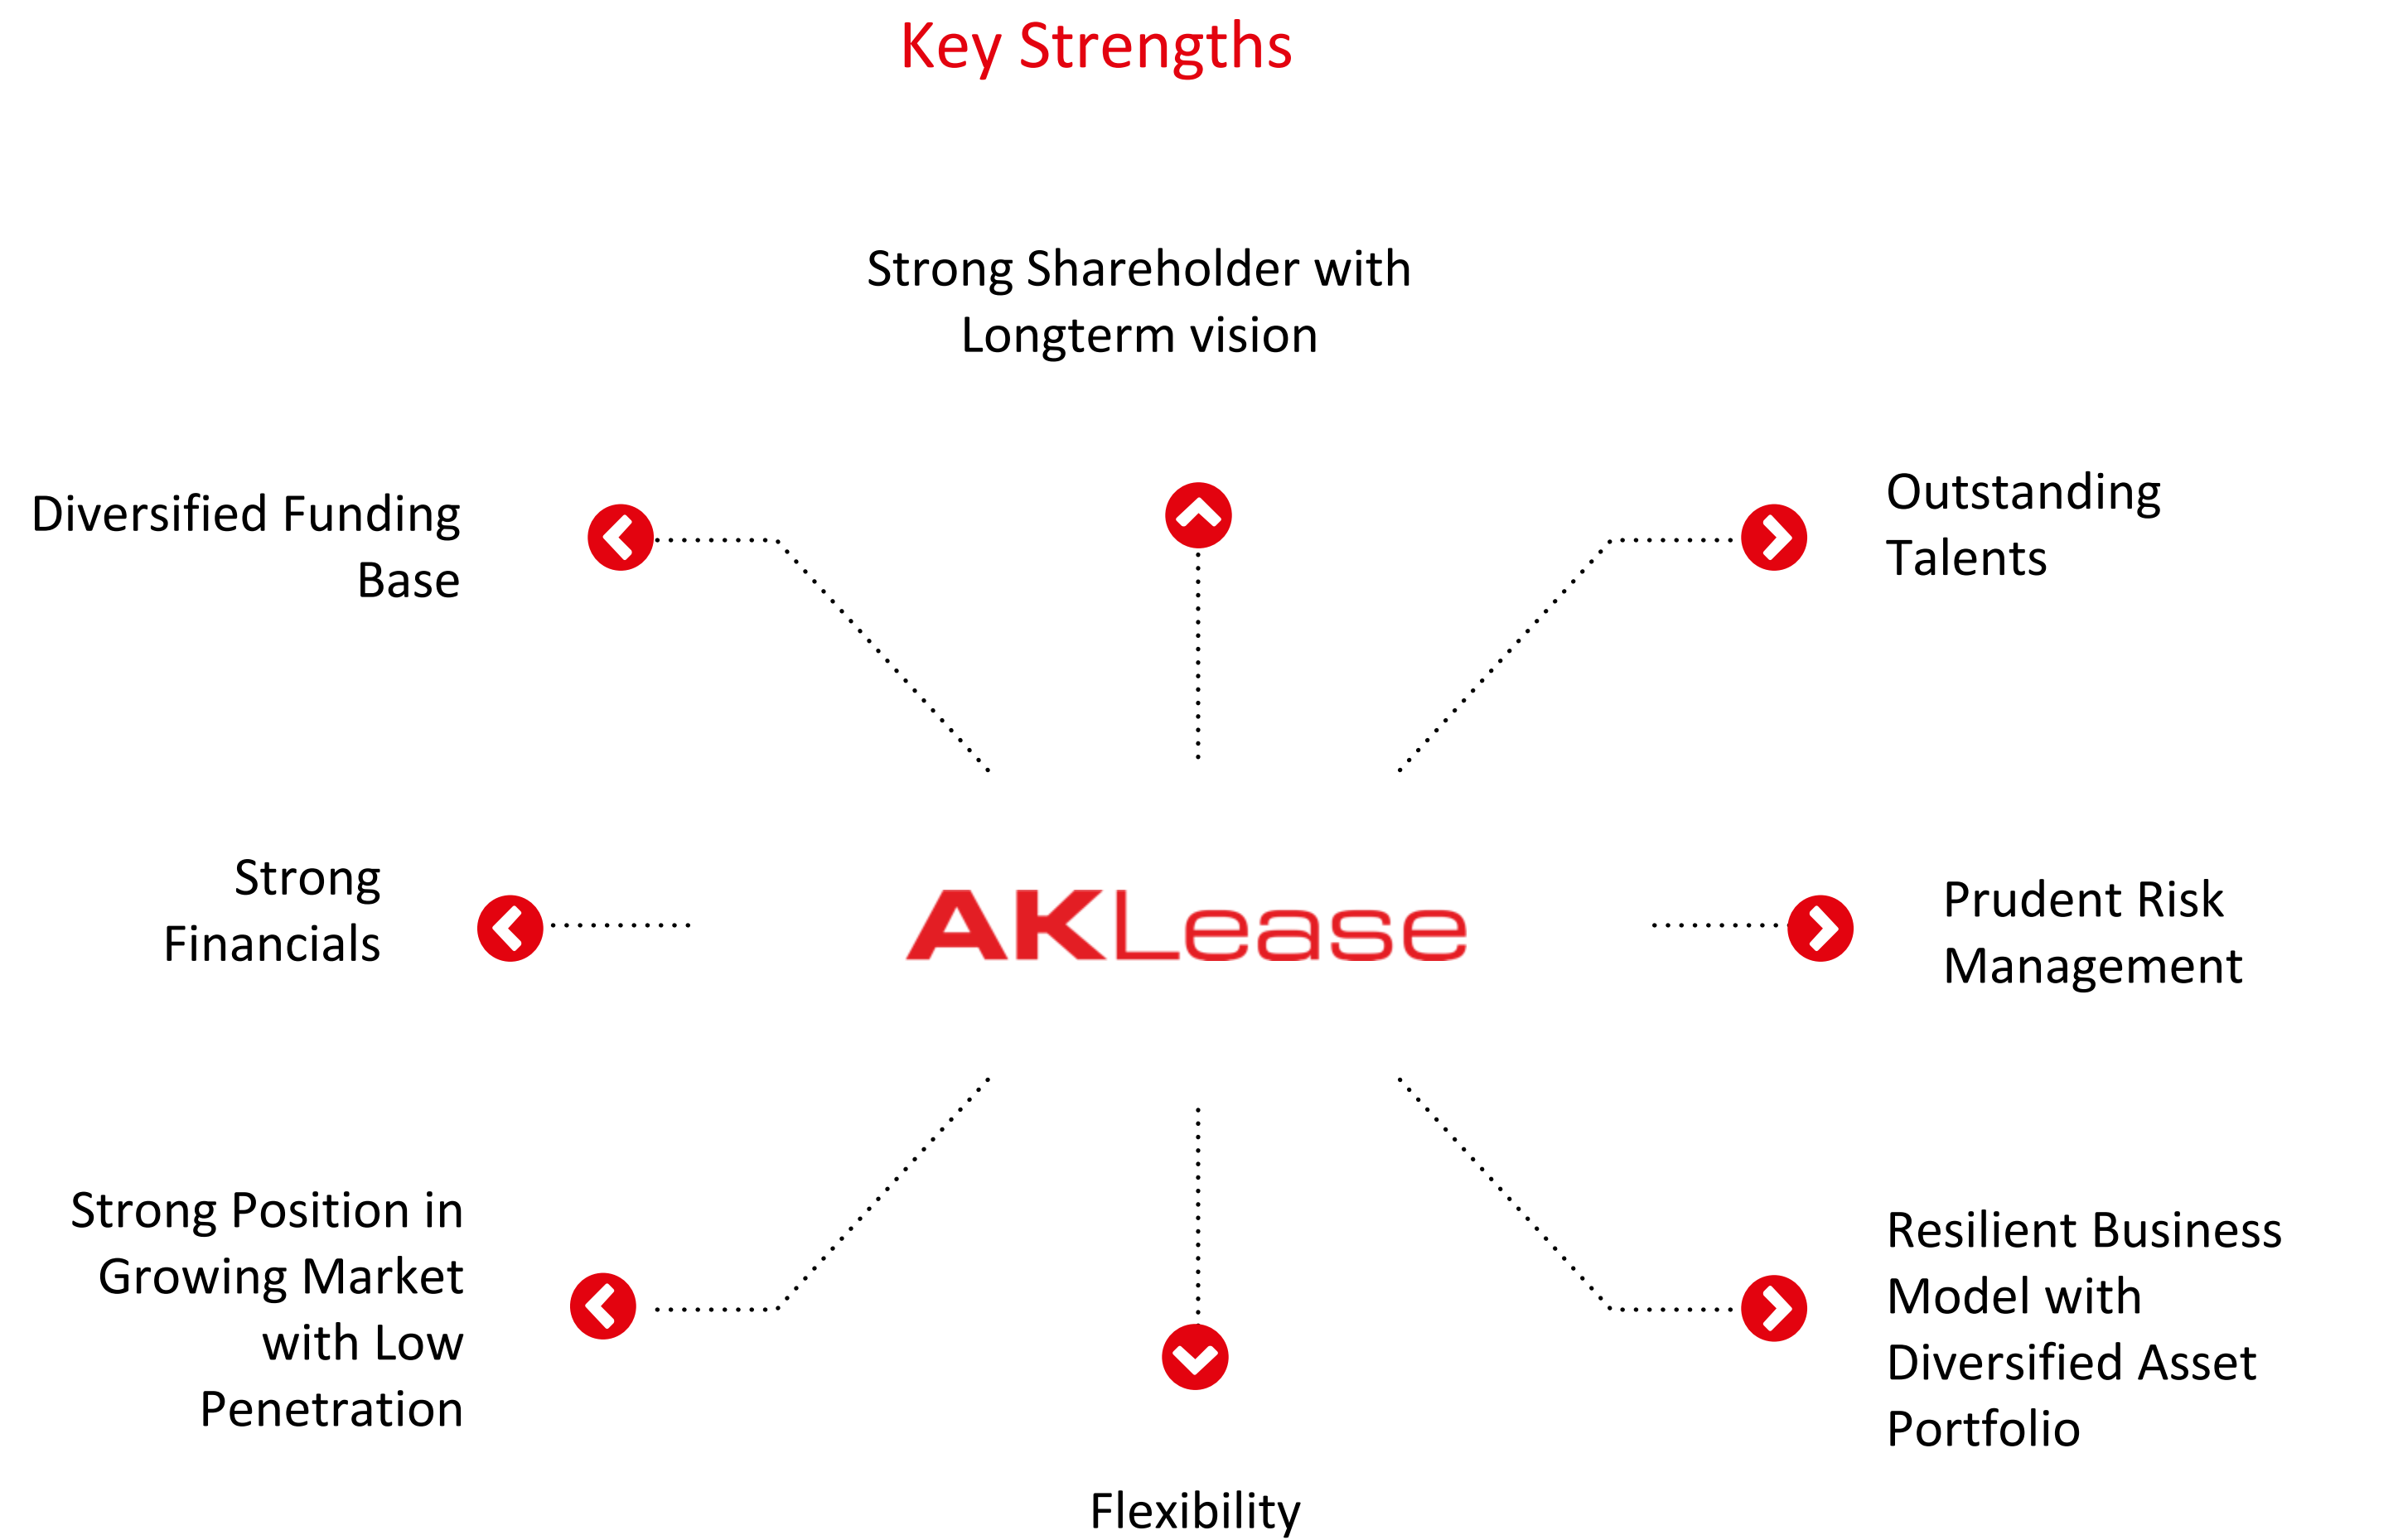 Key Strengths
Strong Shareholder with
Longterm vision
Diversified Funding
Base
Outstanding
Talents
Strong
Financials
AKLease
Prudent Risk
Management
Strong Position in
Growing Market
with Low
Penetration
Resilient Business
Model with
Diversified Asset
Portfolio
Flexibility